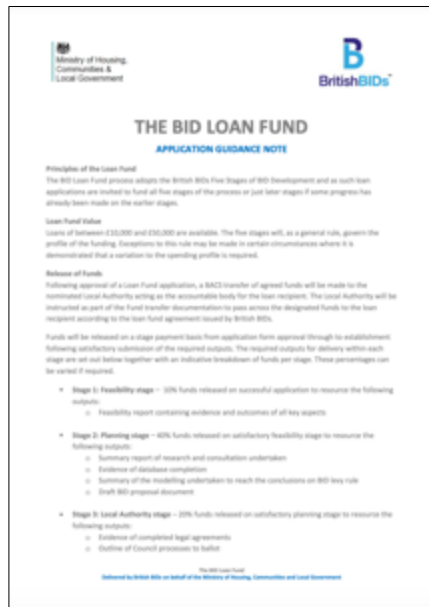 Ministry of Housing,
Communities &
Local Government
BritishBIDs
THE BID LOAN FUND
APPLICATION GUIDANCE NOTE
Principles of the Loan Fund
The BID Loan Fund process adopts the British BIDs Five Stages of BID Development and as such loan
applications are invited to fund all five stages of the process or just later stages if some progress has
already been made on the earlier stages.
Loan Fund Value
Loans of between £10,000 and £50,000 are available. The five stages will, as a general rule, govern the
profile of the funding. Exceptions to this rule may be made in certain circumstances where it is
demonstrated that a variation to the spending profile is required.
Release of Funds
Following approval of a Loan Fund application, a BACS transfer of agreed funds will be made to the
nominated Local Authority acting as the accountable body for the loan recipient. The Local Authority will be
instructed as part of the Fund transfer documentation to pass across the designated funds to the loan
recipient according to the loan fund agreement issued by British BIDs.
Funds will be released on a stage payment basis from application form approval through to establishment
following satisfactory submission of the required outputs. The required outputs for delivery within each
stage are set out below together with an indicative breakdown of funds per stage. These percentages can
be varied if required.
• Stage 1: Feasibility stage – 10% funds released on successful application to resource the following
outputs:
o Feasibility report containing evidence and outcomes of all key aspects
• Stage 2: Planning stage – 40% funds released on satisfactory feasibility stage to resource the
following outputs:
o Summary report of research and consultation undertaken
o Evidence of database completion
o Summary of the modelling undertaken to reach the conclusions on BID levy rule
o Draft BID proposal document
• Stage 3: Local Authority stage – 20% funds released on satisfactory planning stage to resource the
following outputs:
o Evidence of completed legal agreements
o Outline of Council processes to ballot
The BID Loan Fund
Delivered by British Bids on behalf of the Ministry of Housing, Communities and Local Government